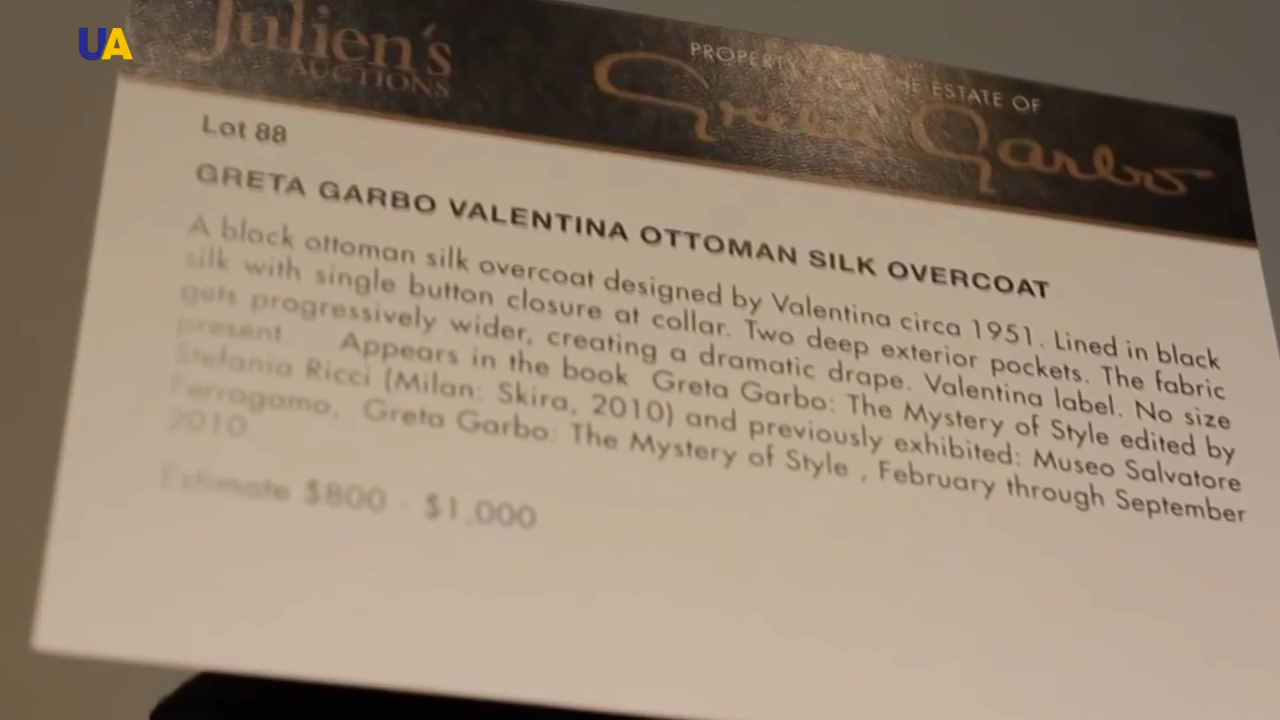 UA
Julien's
AUCTIONS
PROPERTY THE ESTATE OF
Greta Garbo
Lot 88
GRETA GARBO VALENTINA OTTOMAN SILK OVERCOAT
A black ottoman silk overcoat designed by Valentina circa 1951. Lined in black
silk with single button closure at collar. Two deep exterior pockets. The fabric
gets progressively wider, creating a dramatic drape. Valentina label. No size
present. Appears in the book Greta Garbo: The Mystery of Style edited by
Stefania Ricci (Milan: Skira, 2010) and previously exhibited: Museo Salvatore
Ferragamo, Greta Garbo: The Mystery of Style , February through September
2010.
Estimate $800 - $1,000